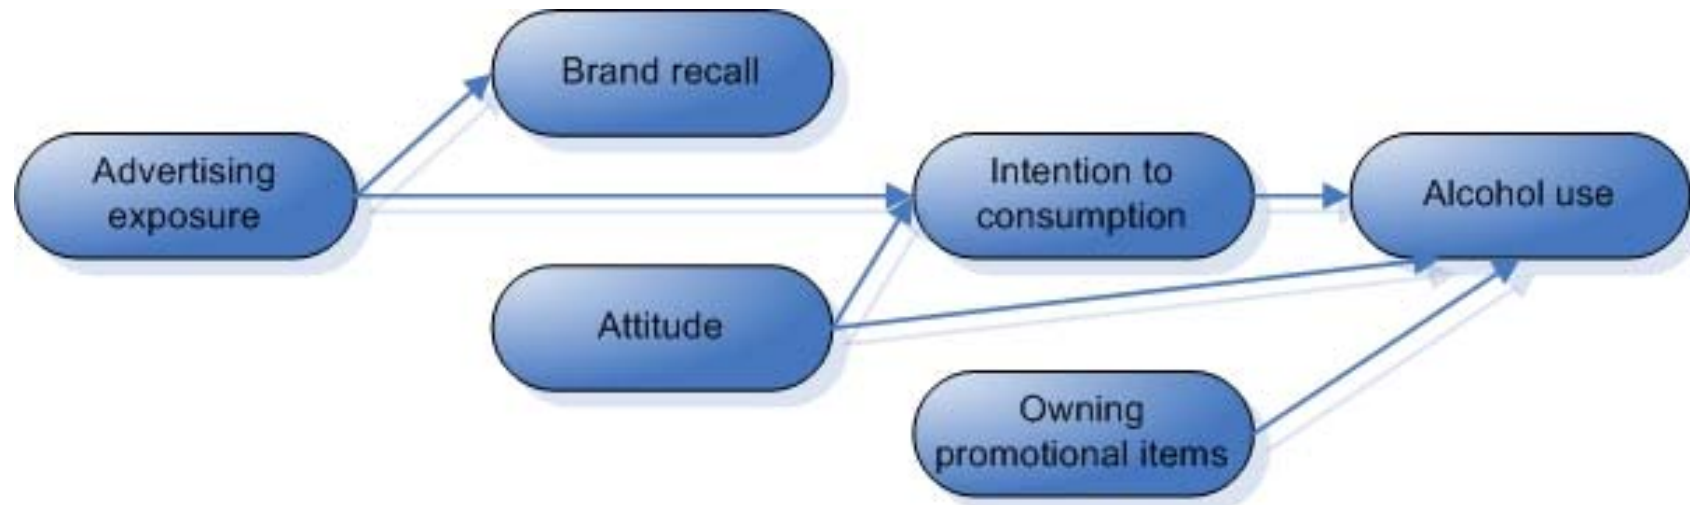 Brand recall
Advertising
exposure
Intention to
consumption
Alcohol use
Attitude
Owning
promotional items